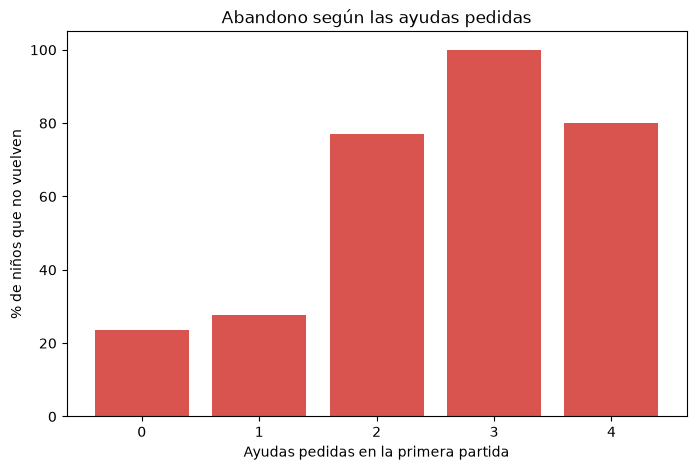 Abandono según las ayudas pedidas
100
80
60
40
20
0
% de niños que no vuelven
0 1 2 3 4
Ayudas pedidas en la primera partida